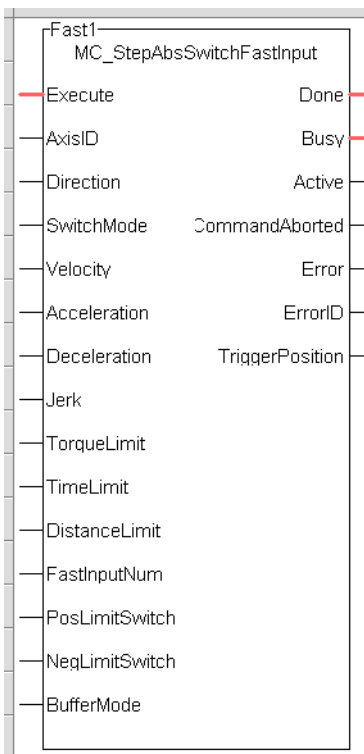 Fast1
MC_StepAbsSwitchFastInput
Execute Done
AxisID Busy
Direction Active
SwitchMode CommandAborted
Velocity Error
Acceleration ErrorID
Deceleration TriggerPosition
Jerk
TorqueLimit
TimeLimit
DistanceLimit
FastInputNum
PosLimitSwitch
NegLimitSwitch
BufferMode